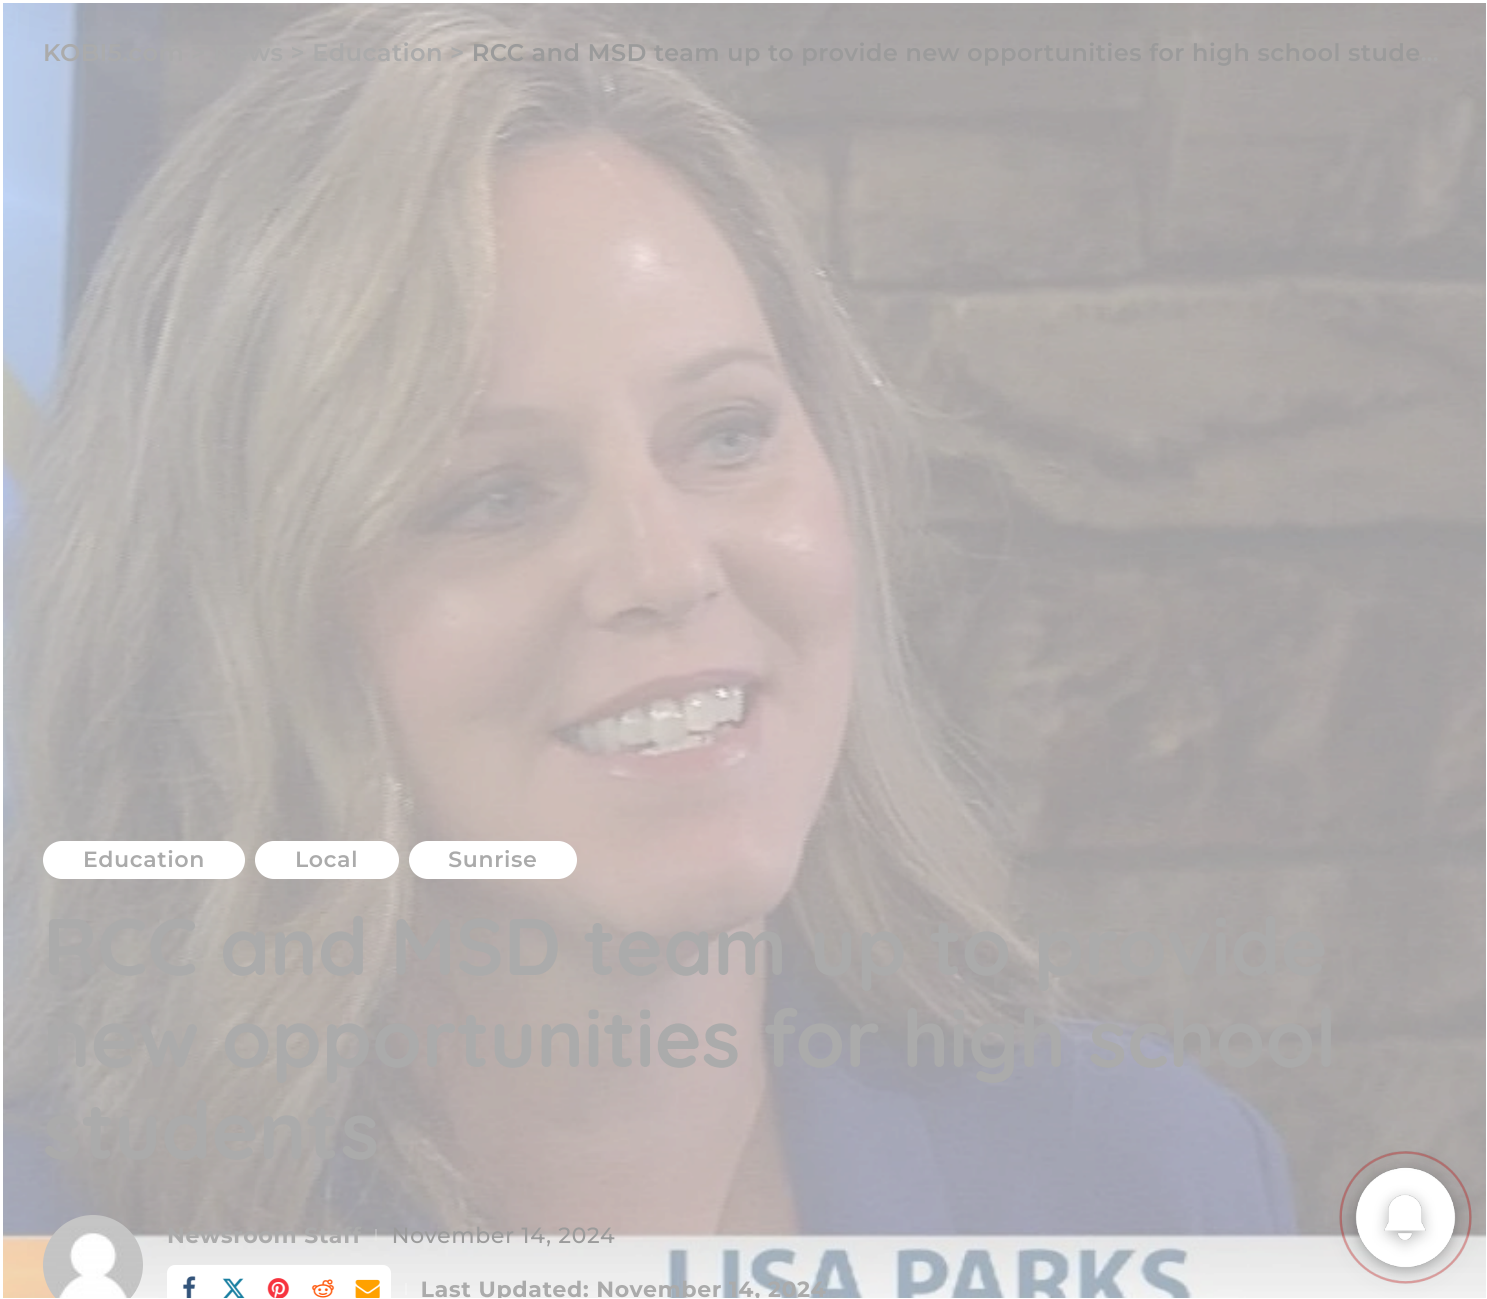 > Education > RCC and MSD team up to provide new opportunities for high school stude
Education Local Sunrise
RCC and MSD team up to provide
new opportunities for high school
students
Newsroom Staff | November 14, 2024
Last Updated: November 14, 2024
LISA PARKS